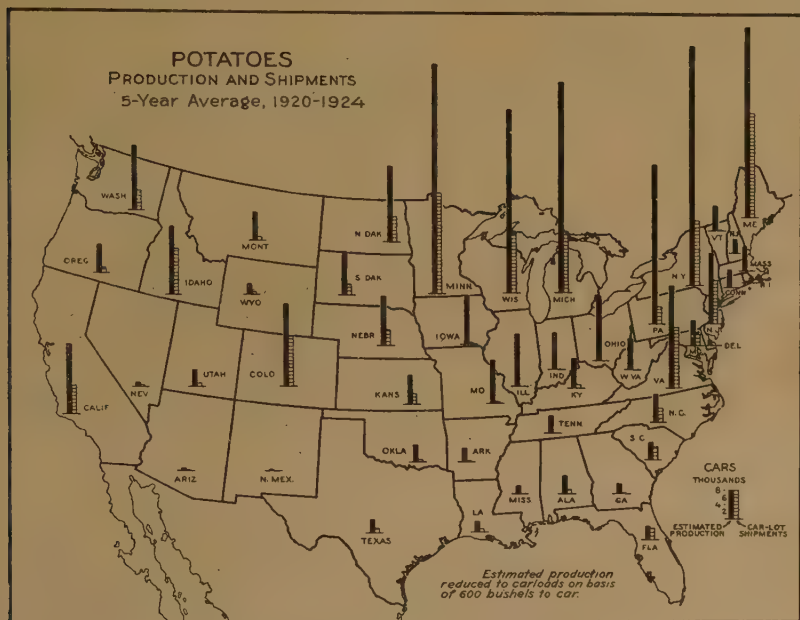 POTATOES
PRODUCTION AND SHIPMENTS
5-Year Average, 1920-1924
WASH
MONT
N DAK
MINN
OREG
IDAHO
WYO
S DAK
WIS
MICH
N Y
VT
N.H
ME
MASS
R I
CONN
NEBR
IOWA
ILL
IND
OHIO
PA
N.J
DEL
W VA
VA
CALIF
NEV
UTAH
COLO
KANS
MO
KY
N.C.
TENN
OKLA
ARK
S C
ARIZ
N. MEX.
TEXAS
LA
MISS
ALA
GA
FLA
CARS
THOUSANDS
8
6
4
2
ESTIMATED
PRODUCTION
CAR-LOT
SHIPMENTS
Estimated production
reduced to carloads on basis
of 600 bushels to car.